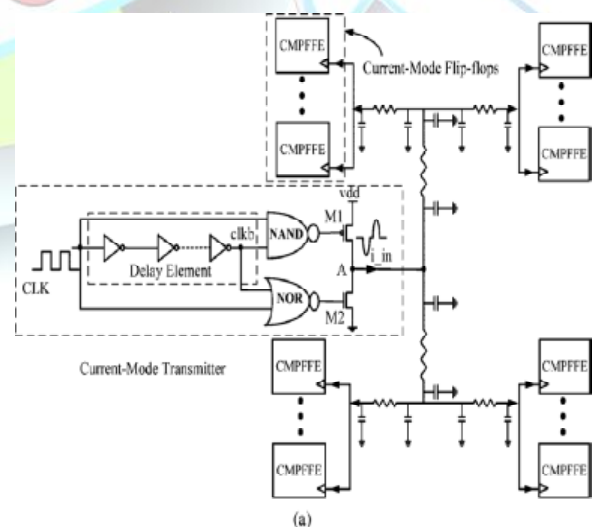 CMPFFE
CMPFFE
Current-Mode Flip-flops
CMPFFE
CMPFFE
vdd
clkb
NAND
M1
i_in
Delay Element
A
CLK
NOR
M2
Current-Mode Transmitter
CMPFFE
CMPFFE
CMPFFE
CMPFFE
(a)